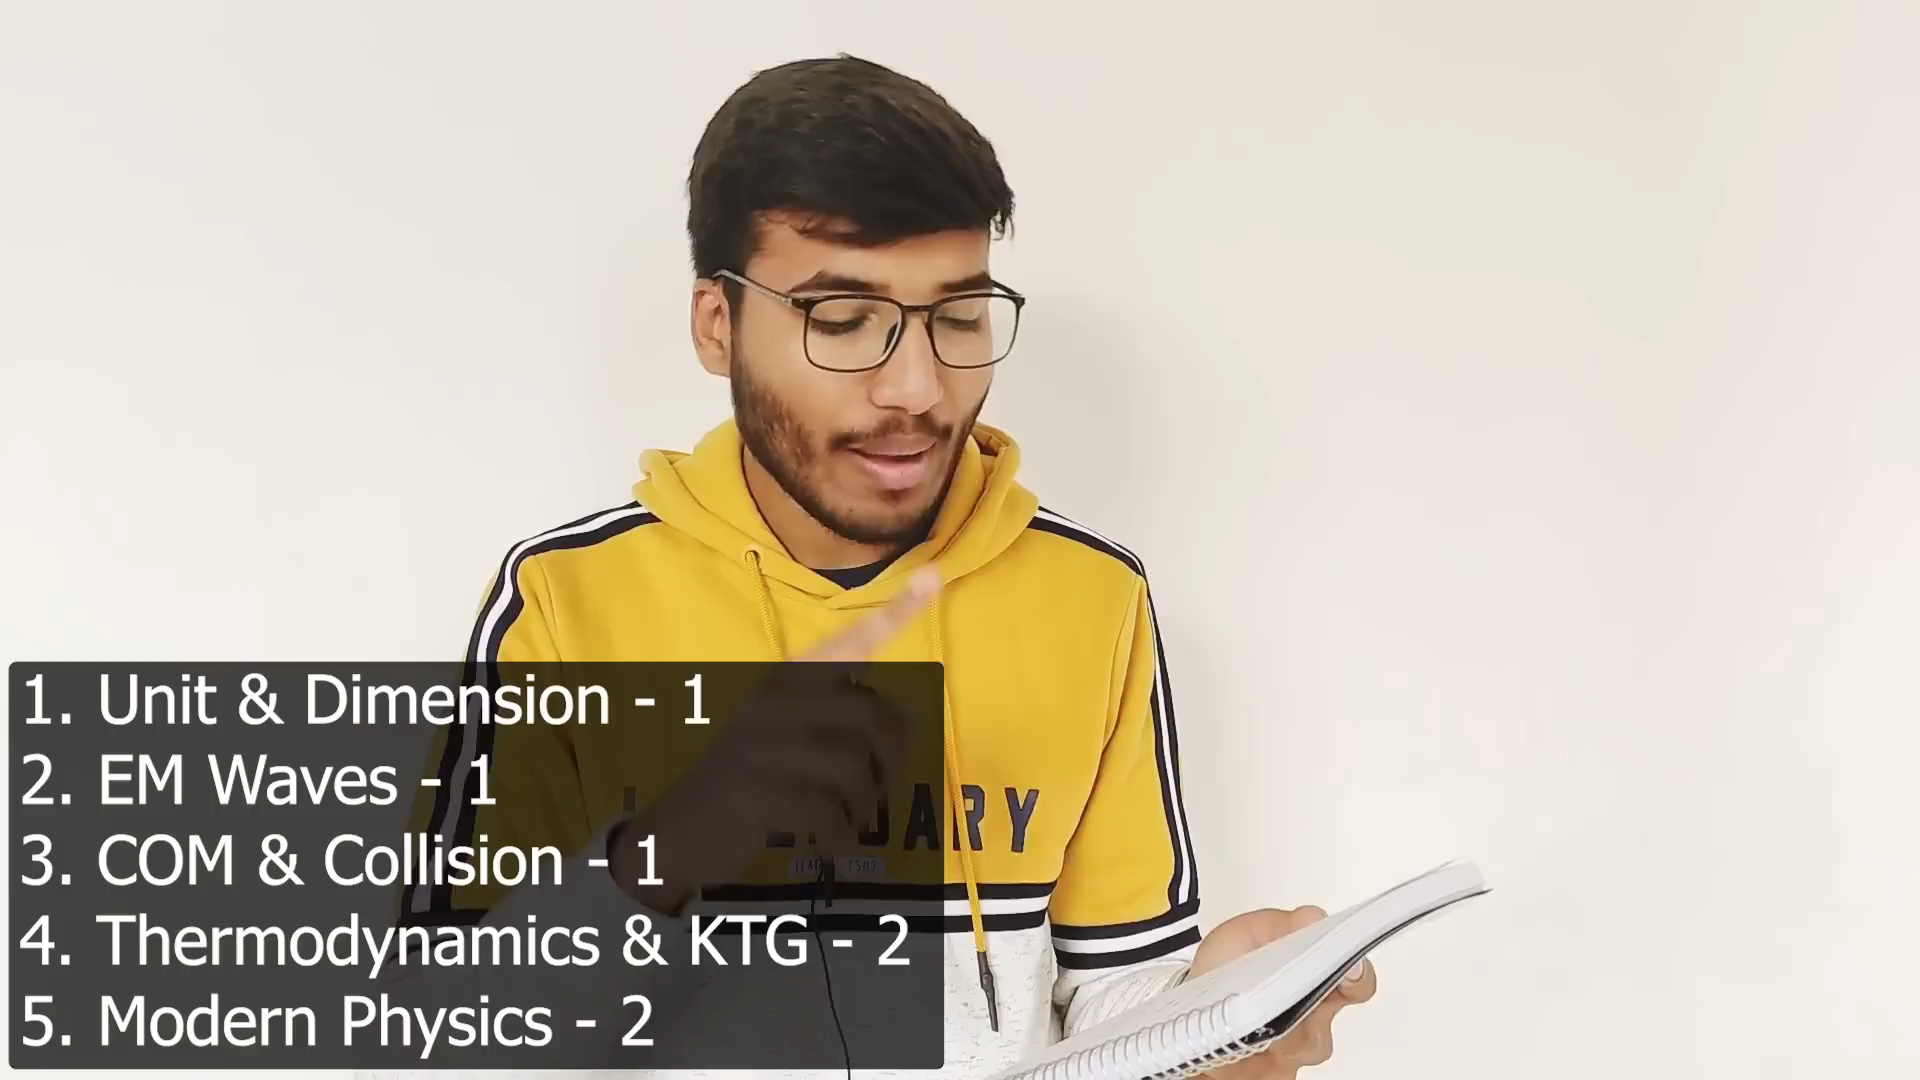 1. Unit & Dimension - 1
2. EM Waves - 1
3. COM & Collision - 1
4. Thermodynamics & KTG - 2
5. Modern Physics - 2